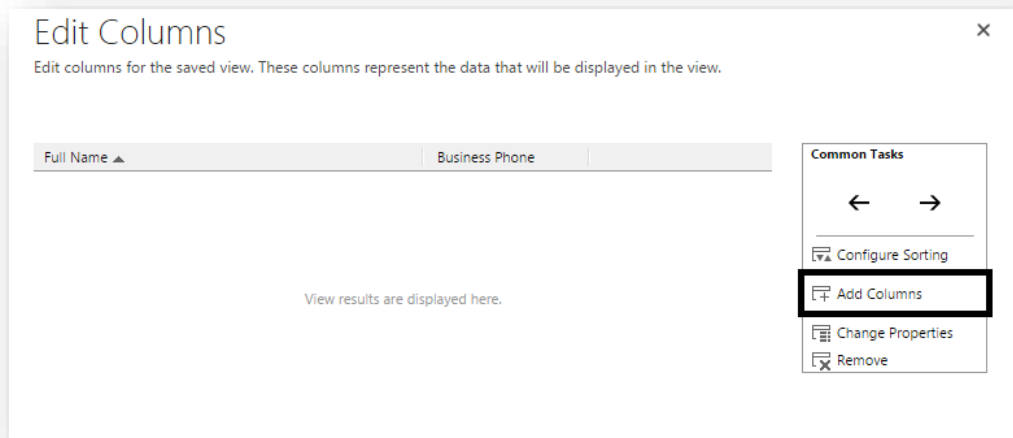 Edit Columns
Edit columns for the saved view. These columns represent the data that will be displayed in the view.
Full Name
Business Phone
View results are displayed here.
Common Tasks
Configure Sorting
Add Columns
Change Properties
Remove